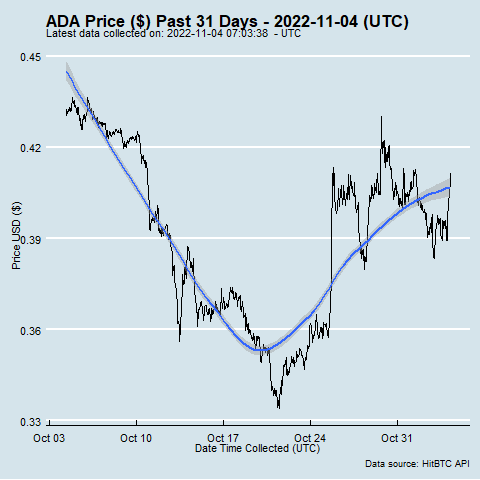 ADA Price ($) Past 31 Days - 2022-11-04 (UTC)
Latest data collected on: 2022-11-04 07:03:38 - UTC
0.45
0.42
0.39
0.36
0.33
Price USD ($)
Oct 03 Oct 10 Oct 17 Oct 24 Oct 31
Date Time Collected (UTC)
Data source: HitBTC API